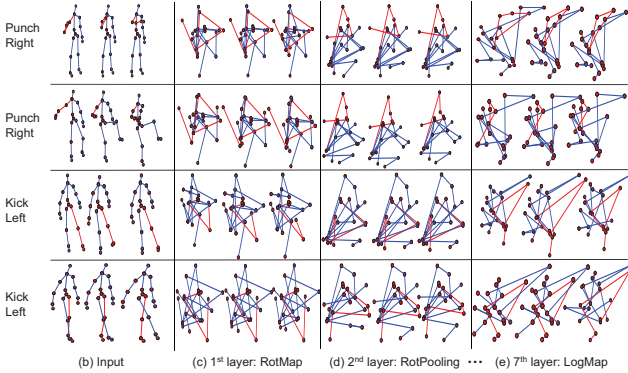 Punch
Right
Punch
Right
Kick
Left
Kick
Left
(b) Input
(c) 1st layer: RotMap
(d) 2nd layer: RotPooling
•••
(e) 7th layer: LogMap